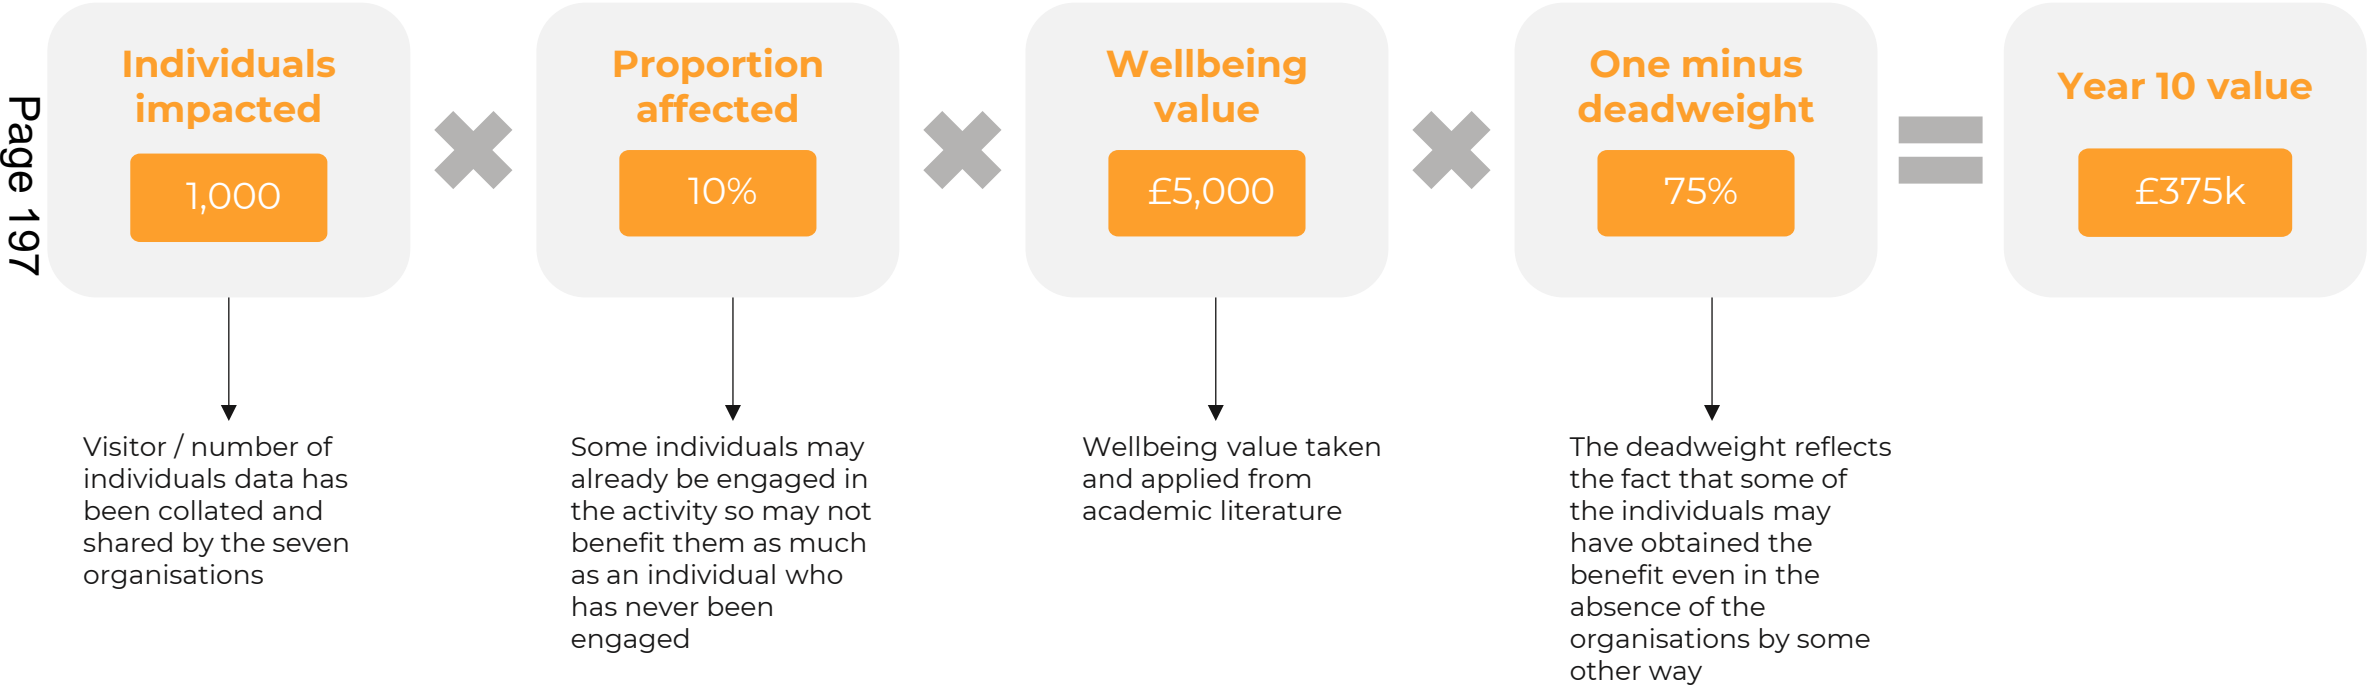 Page 197
Individuals
impacted
1,000
Proportion
affected
10%
Wellbeing
value
£5,000
One minus
deadweight
75%
Year 10 value
£375k
Visitor / number of
individuals data has
been collated and
shared by the seven
organisations
Some individuals may
already be engaged in
the activity so may not
benefit them as much
as an individual who
has never been
engaged
Wellbeing value taken
and applied from
academic literature
The deadweight reflects
the fact that some of
the individuals may
have obtained the
benefit even in the
absence of the
organisations by some
other way